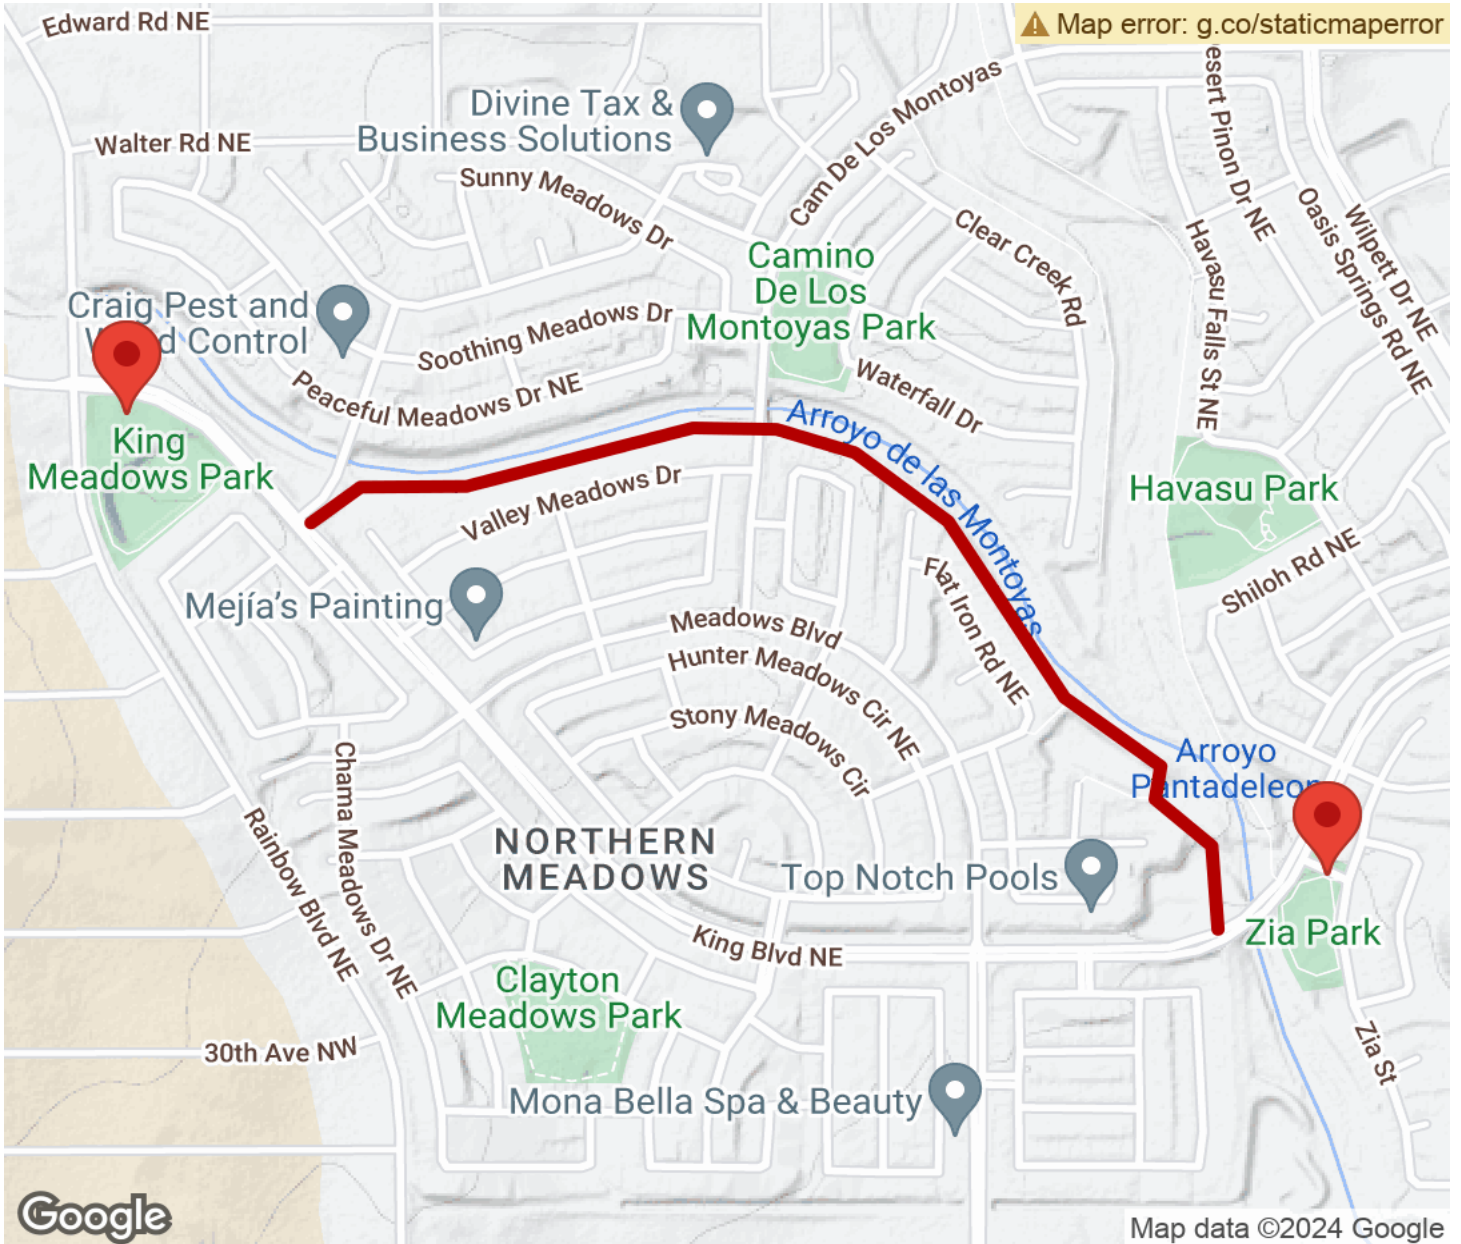 Edward Rd NE
Map error: g.co/staticmaperror
Walter Rd NE
Divine Tax &
Business Solutions
Sunny Meadows Dr
Cam De Los Montoyas
esert Pinon Dr NE
Oasis Springs Rd NE
Wilpett Dr NE
Clear Creek Rd
Havasu Falls St NE
Camino
De Los
Montoyas Park
Craig Pest and
d Control
Soothing Meadows Dr
Peaceful Meadows Dr NE
Waterfall Dr
Arroyo de las Montoyas
King
Meadows Park
Valley Meadows Dr
Havasu Park
Shiloh Rd NE
Flat Iron Rd NE
Mejía's Painting
Meadows Blvd
Hunter Meadows Cir NE
Stony Meadows Cir
Arroyo
Pantadeleon
Chama Meadows Dr NE
Rainbow Blvd NE
NORTHERN
MEADOWS
Top Notch Pools
King Blvd NE
Zia Park
Clayton
Meadows Park
30th Ave NW
Zia St
Mona Bella Spa & Beauty
Google
Map data ©2024 Google